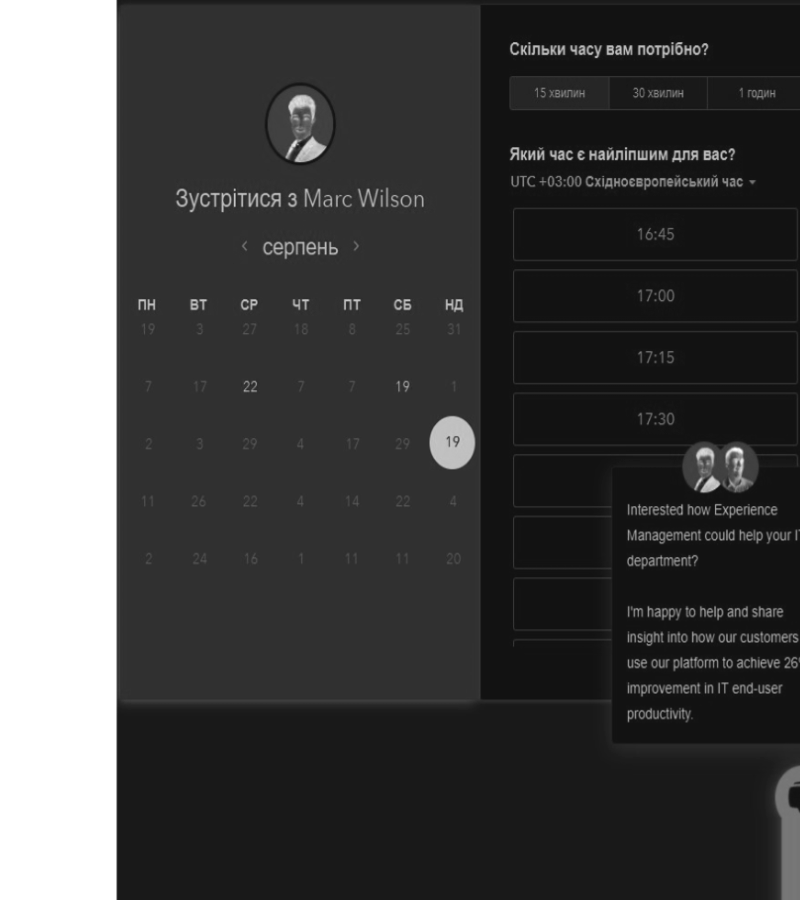 Зустрітися з Marc Wilson
‹ серпень ›
ПН ВТ СР ЧТ ПТ СБ НД
19 3 27 18 8 25 31
7 17 22 7 7 19 1
2 3 29 4 17 29 19
11 26 22 4 14 22 4
2 24 16 1 11 11 20
Скільки часу вам потрібно?
15 хвилин 30 хвилин 1 годин
Який час є найліпшим для вас?
UTC +03:00 Східноєвропейський час
16:45
17:00
17:15
17:30
Interested how Experience
Management could help your IT
department?
I'm happy to help and share
insight into how our customers
use our platform to achieve 26%
improvement in IT end-user
productivity.